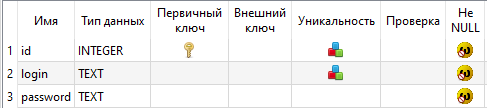 Имя Тип данных Первичный ключ Внешний ключ Уникальность Проверка Не NULL
1 id INTEGER
2 login TEXT
3 password TEXT